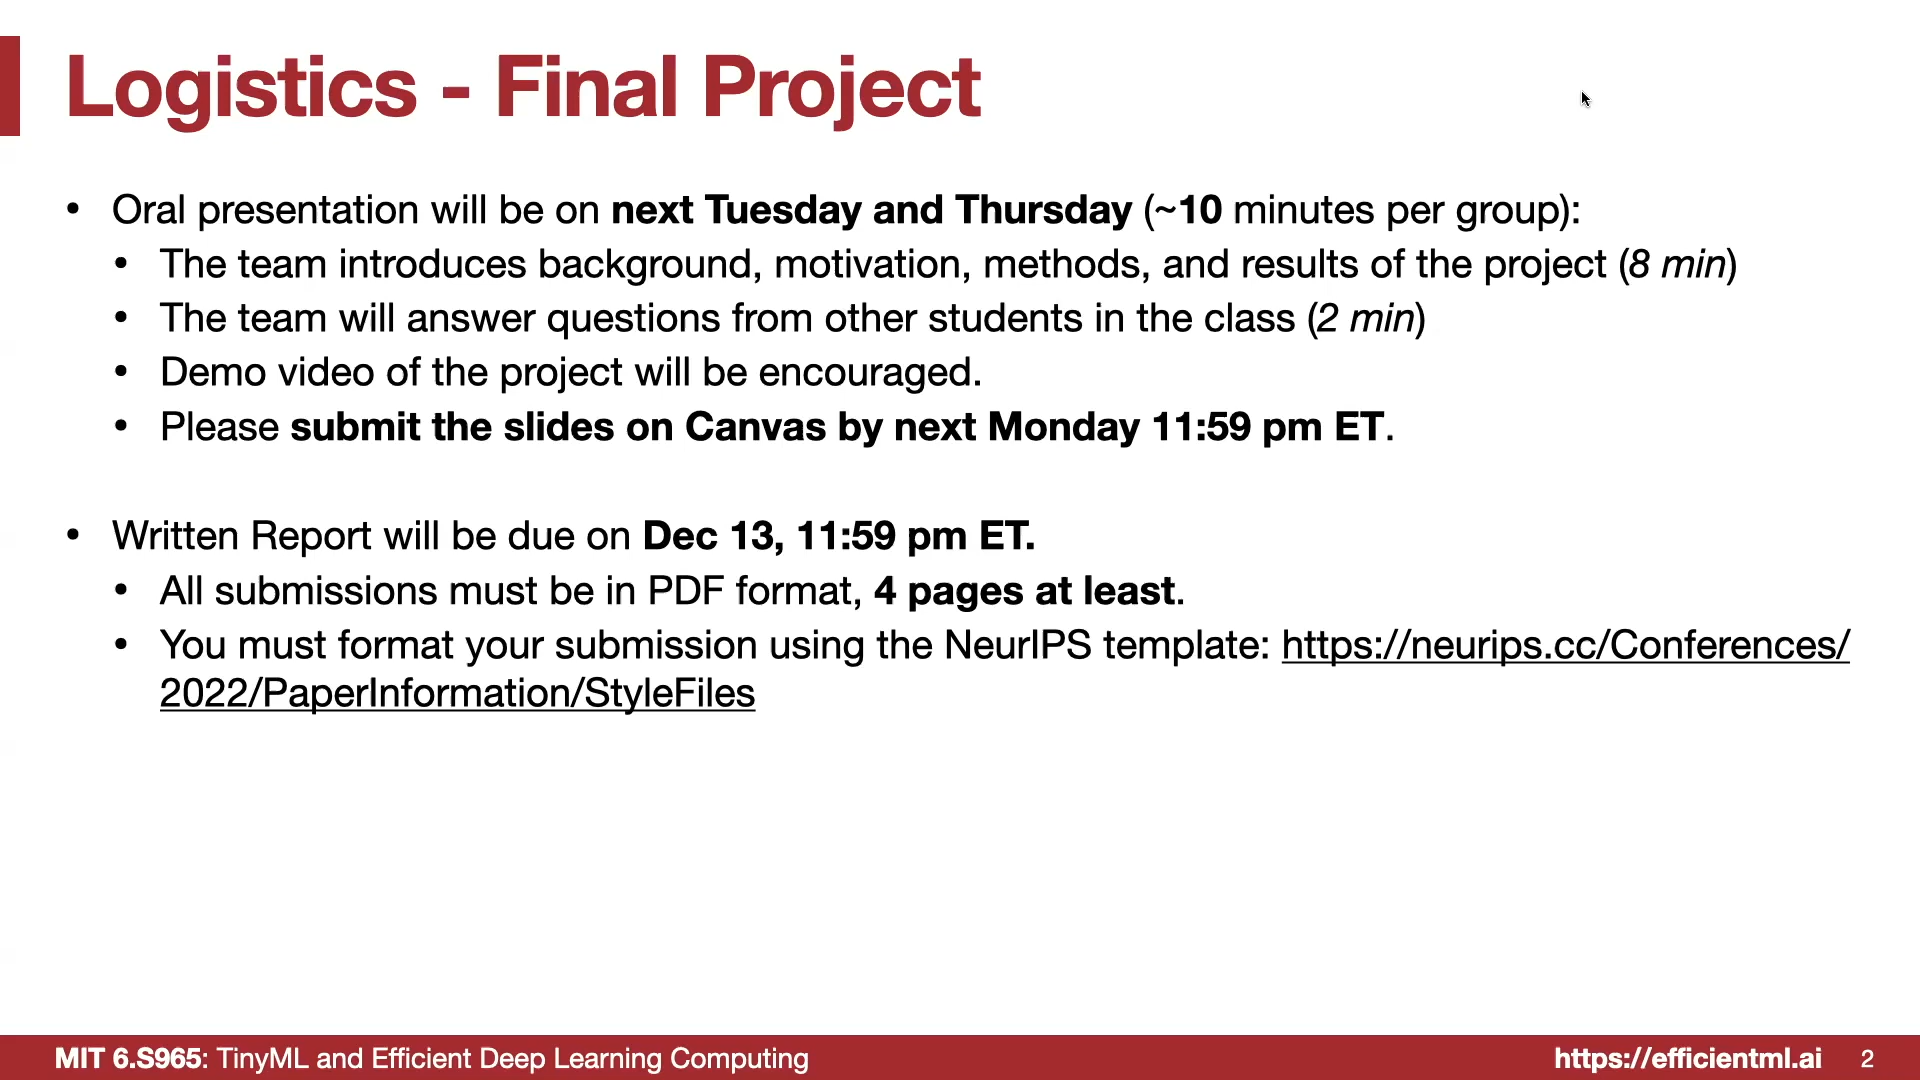 Logistics - Final Project
• Oral presentation will be on next Tuesday and Thursday (~10 minutes per group):
• The team introduces background, motivation, methods, and results of the project (8 min)
• The team will answer questions from other students in the class (2 min)
• Demo video of the project will be encouraged.
• Please submit the slides on Canvas by next Monday 11:59 pm ET.
• Written Report will be due on Dec 13, 11:59 pm ET.
• All submissions must be in PDF format, 4 pages at least.
• You must format your submission using the NeurIPS template: https://neurips.cc/Conferences/
2022/PaperInformation/StyleFiles
MIT 6.S965: TinyML and Efficient Deep Learning Computing
https://efficientml.ai 2